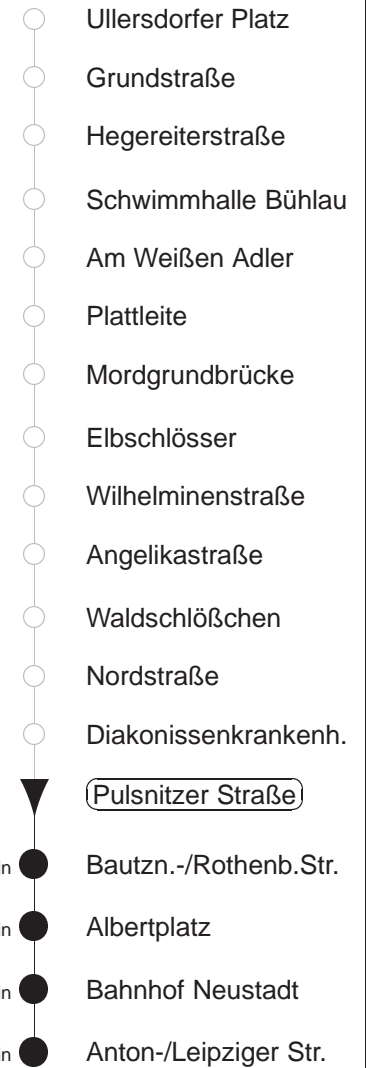 Ullersdorfer Platz
Grundstraße
Hegereiterstraße
Schwimmhalle Bühlau
Am Weißen Adler
Plattleite
Mordgrundbrücke
Elbschlösser
Wilhelminenstraße
Angelikastraße
Waldschlößchen
Nordstraße
Diakonissenkrankenh.
Pulsnitzer Straße
Bautzn.-/Rothenb.Str.
Albertplatz
Bahnhof Neustadt
Anton-/Leipziger Str.